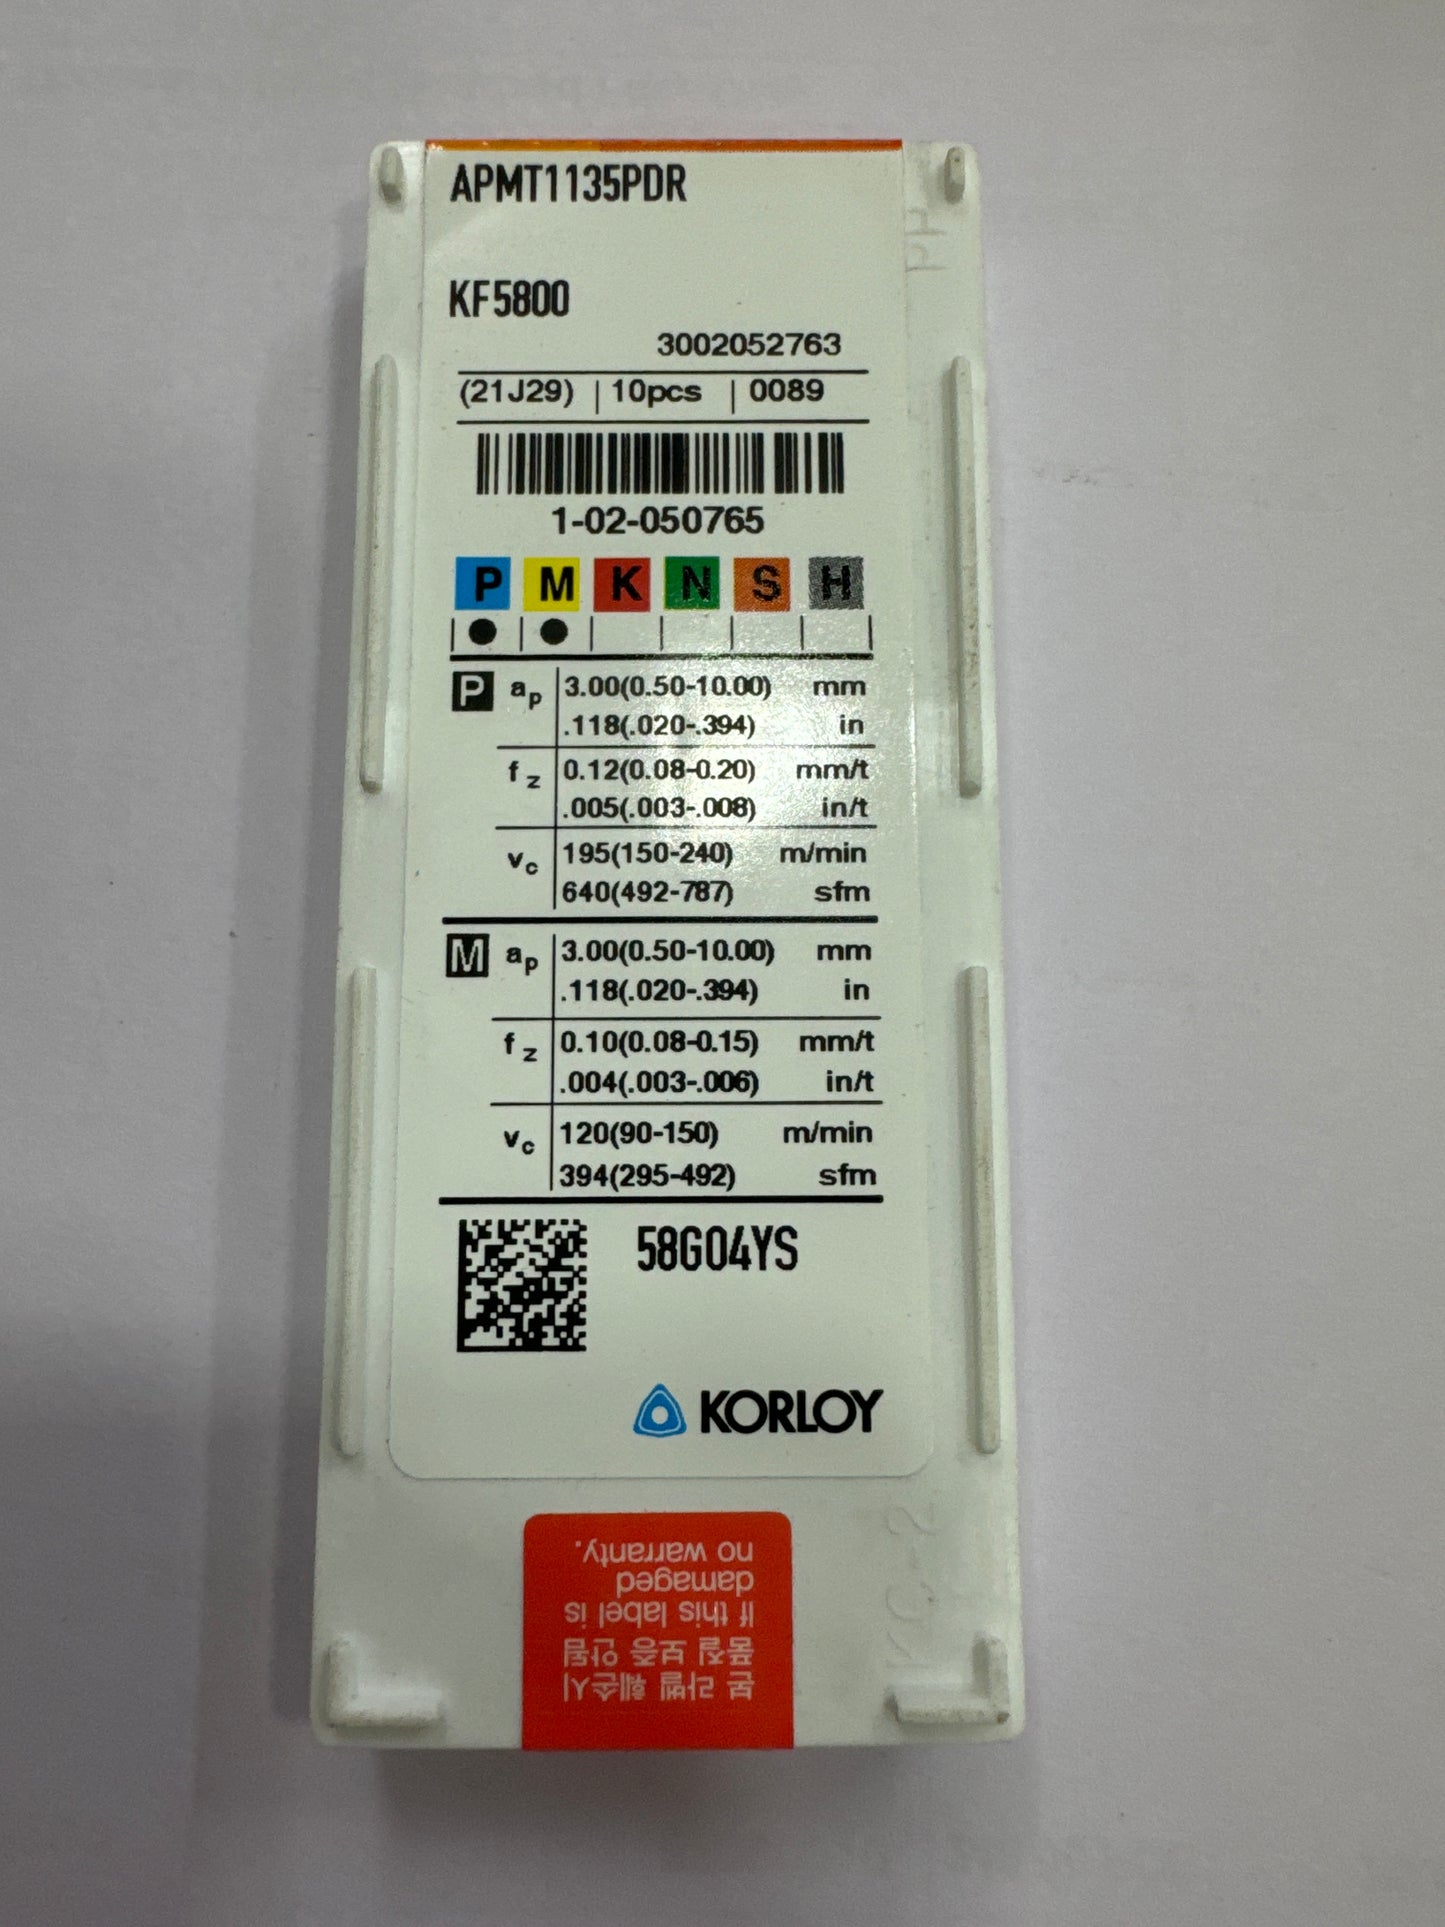 APMT1135PDR
KF5800
3002052763
(21J29) | 10pcs | 0089
1-02-050765
P M K N S H
P ap 3.00(0.50-10.00) mm
.118(.020-.394) in
fz 0.12(0.08-0.20) mm/t
.005(.003-.008) in/t
vc 195(150-240) m/min
640(492-787) sfm
M ap 3.00(0.50-10.00) mm
.118(.020-.394) in
fz 0.10(0.08-0.15) mm/t
.004(.003-.006) in/t
vc 120(90-150) m/min
394(295-492) sfm
58G04YS
KORLOY
본 라벨 훼손시
품질 보증 안됨
If this label is
damaged
no warranty.